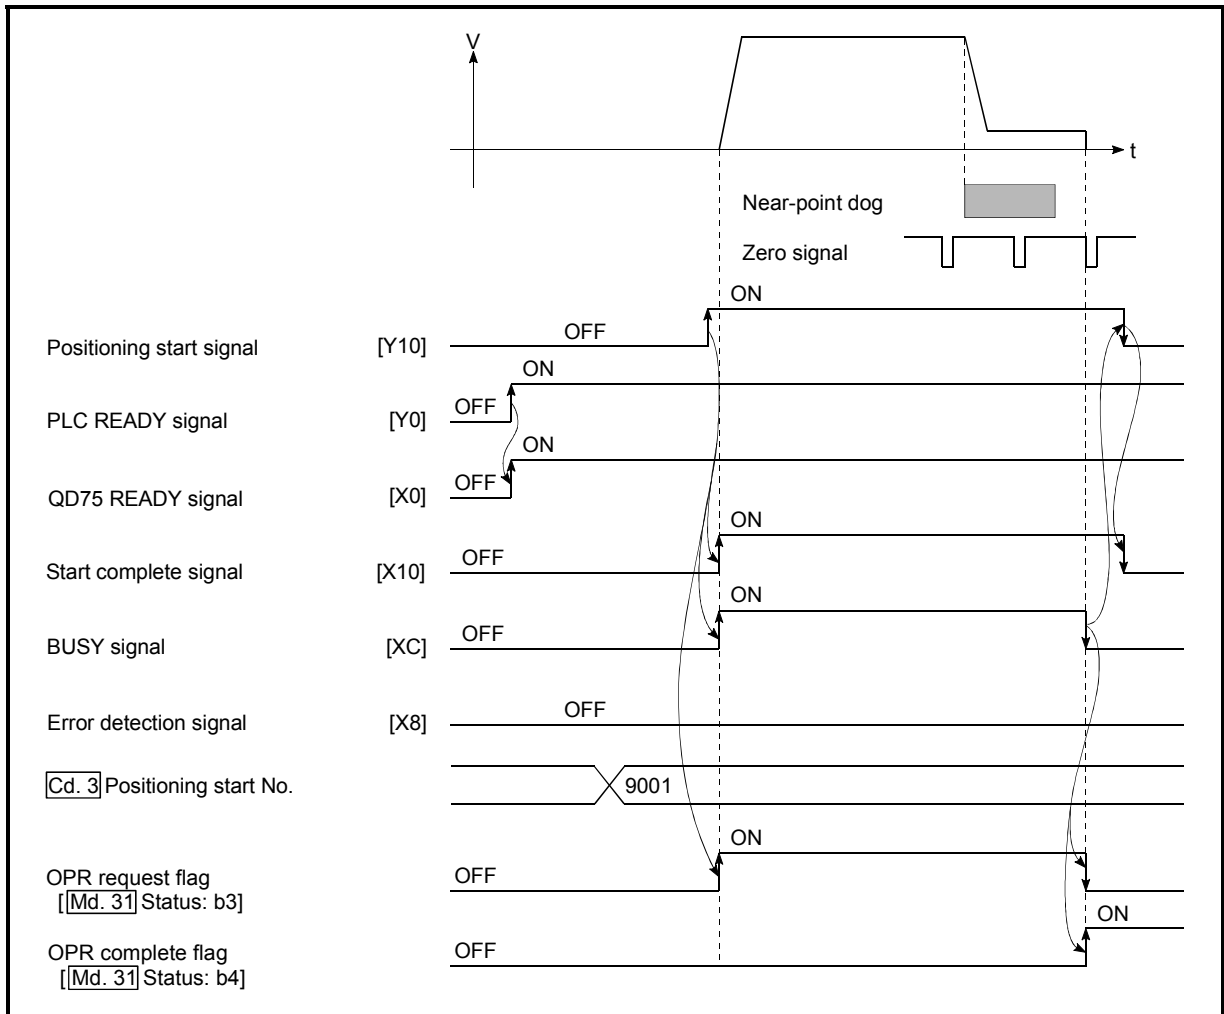 V
t
Near-point dog
Zero signal
ON
Positioning start signal [Y10] OFF
ON
PLC READY signal [Y0] OFF
ON
QD75 READY signal [X0] OFF
ON
Start complete signal [X10] OFF
ON
BUSY signal [XC] OFF
Error detection signal [X8] OFF
Cd. 3 Positioning start No. 9001
ON
OPR request flag OFF
[Md. 31 Status: b3]
ON
OPR complete flag OFF
[Md. 31 Status: b4]